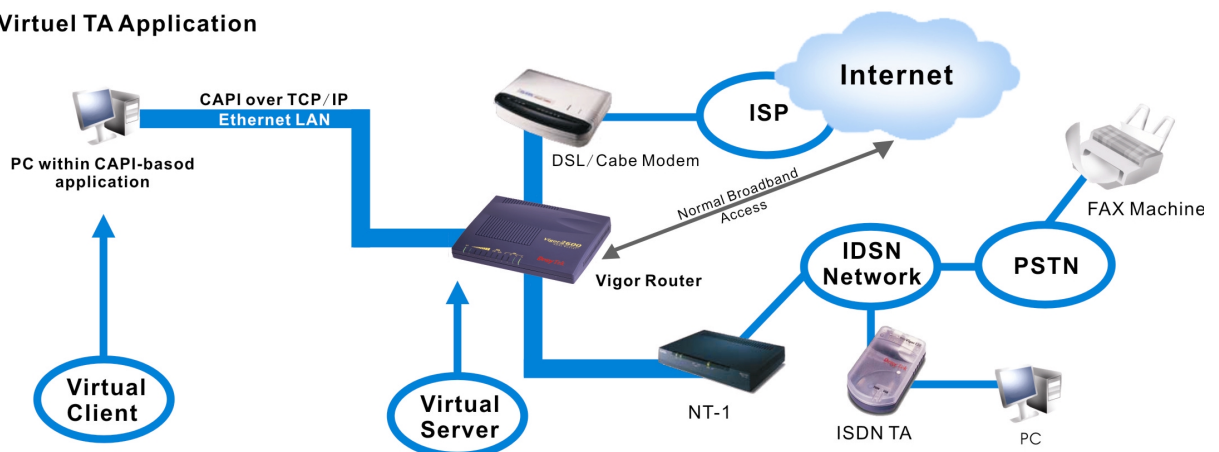 Virtuel TA Application
CAPI over TCP/IP
Ethernet LAN
PC within CAPI-basod
application
DSL/Cabe Modem
ISP
Internet
Normal Broadband
Access
FAX Machine
Vigor2600
Vigor Router
IDSN
Network
PSTN
Virtual
Client
Virtual
Server
NT-1
ISDN TA
PC